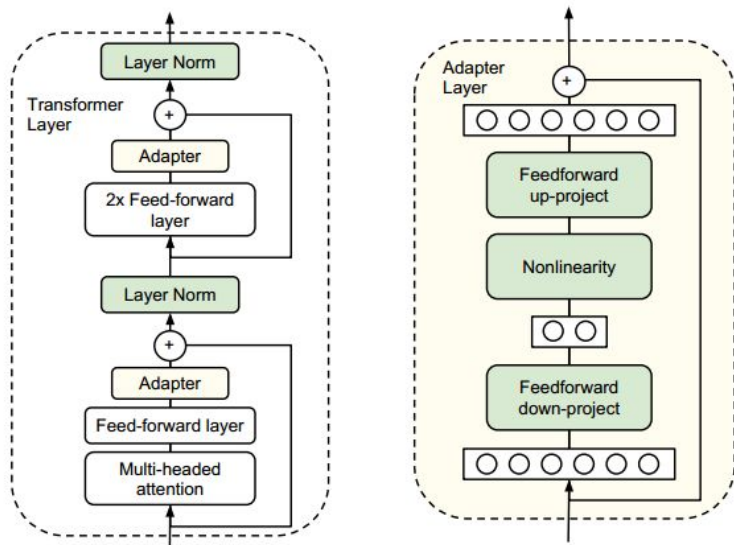 Layer Norm
Transformer
Layer
+
Adapter
2x Feed-forward
layer
Layer Norm
+
Adapter
Feed-forward layer
Multi-headed
attention
Adapter
Layer
+
Feedforward
up-project
Nonlinearity
Feedforward
down-project